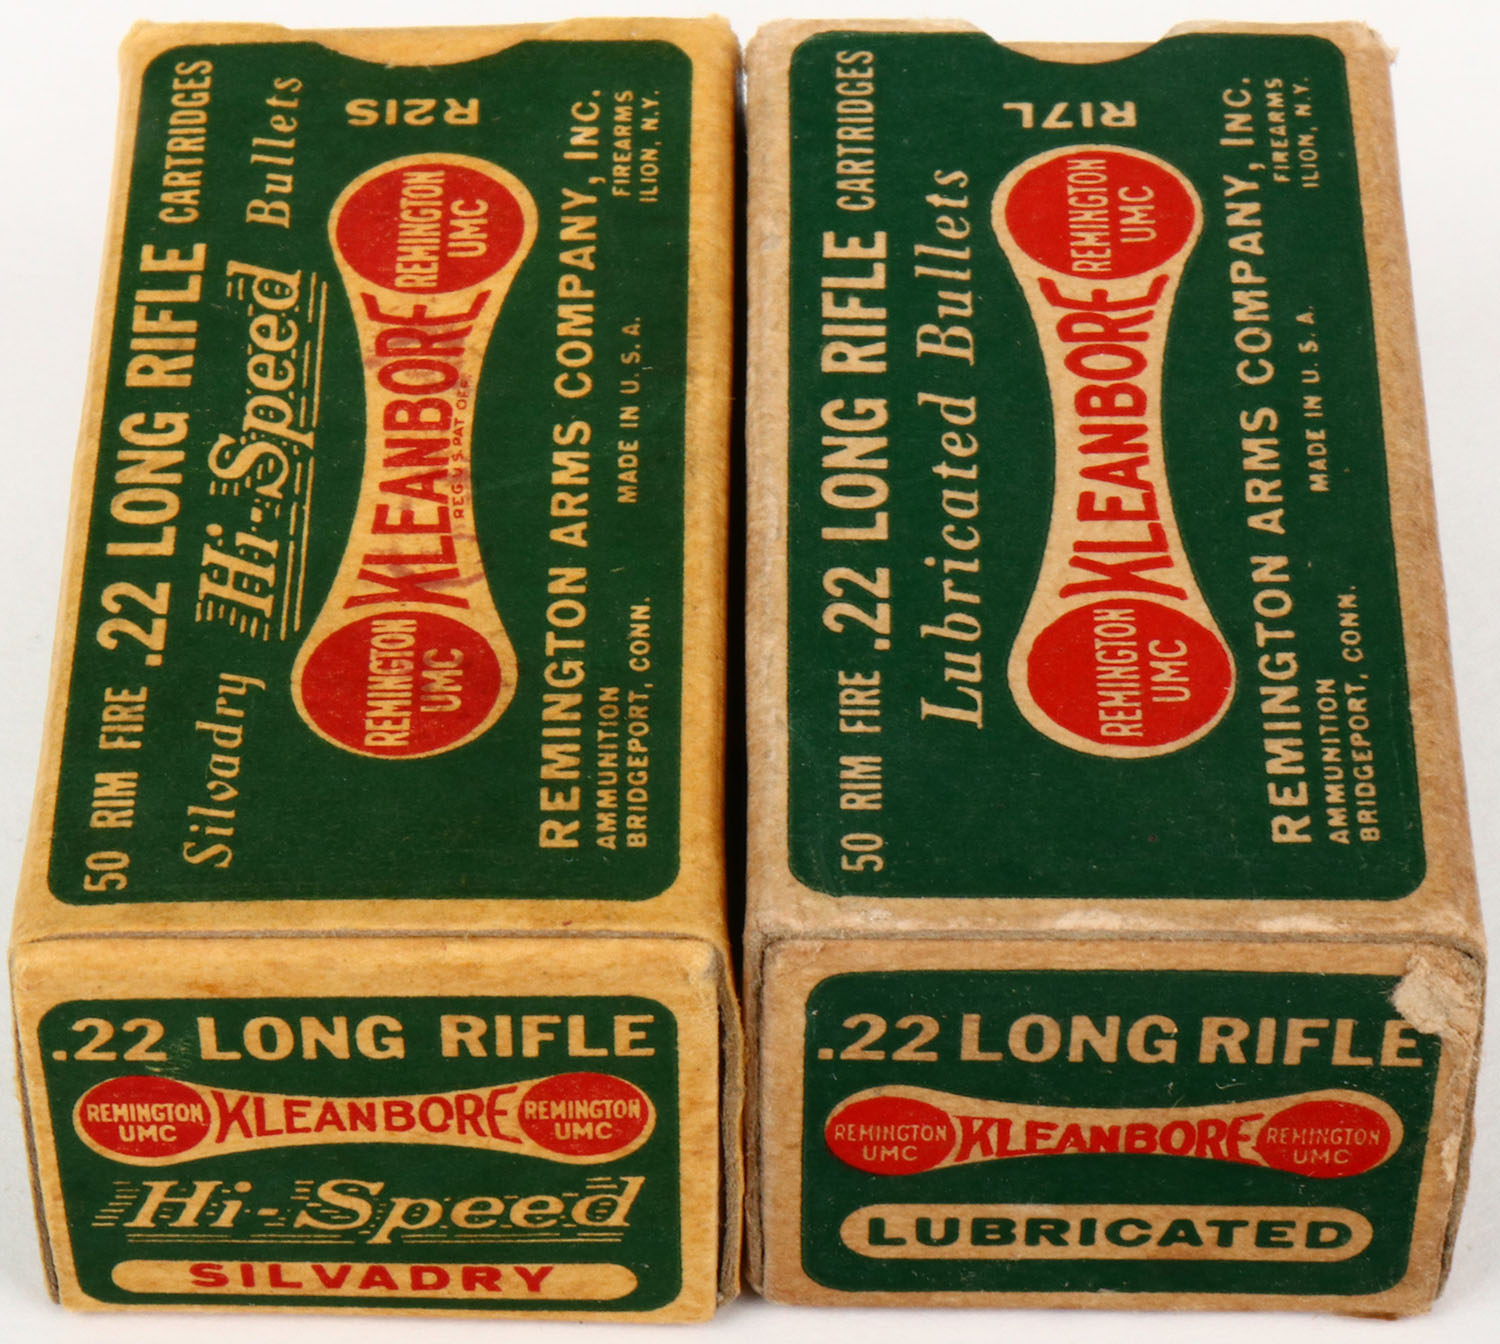 50 RIM FIRE .22 LONG RIFLE CARTRIDGES
Silvadry Hi-Speed Bullets
R21S
REMINGTON
UMC
KLEANBORE
REG. U.S. PAT. OFF.
REMINGTON
UMC
REMINGTON ARMS COMPANY, INC.
AMMUNITION
BRIDGEPORT, CONN.
MADE IN U. S. A.
FIREARMS
ILION, N.Y.
.22 LONG RIFLE
REMINGTON
UMC
KLEANBORE
REMINGTON
UMC
Hi-Speed
SILVADRY
50 RIM FIRE .22 LONG RIFLE CARTRIDGES
Lubricated Bullets
R17L
REMINGTON
UMC
KLEANBORE
REMINGTON
UMC
REMINGTON ARMS COMPANY, INC.
AMMUNITION
BRIDGEPORT, CONN.
MADE IN U. S. A.
FIREARMS
ILION, N.Y.
.22 LONG RIFLE
REMINGTON
UMC
KLEANBORE
REMINGTON
UMC
LUBRICATED